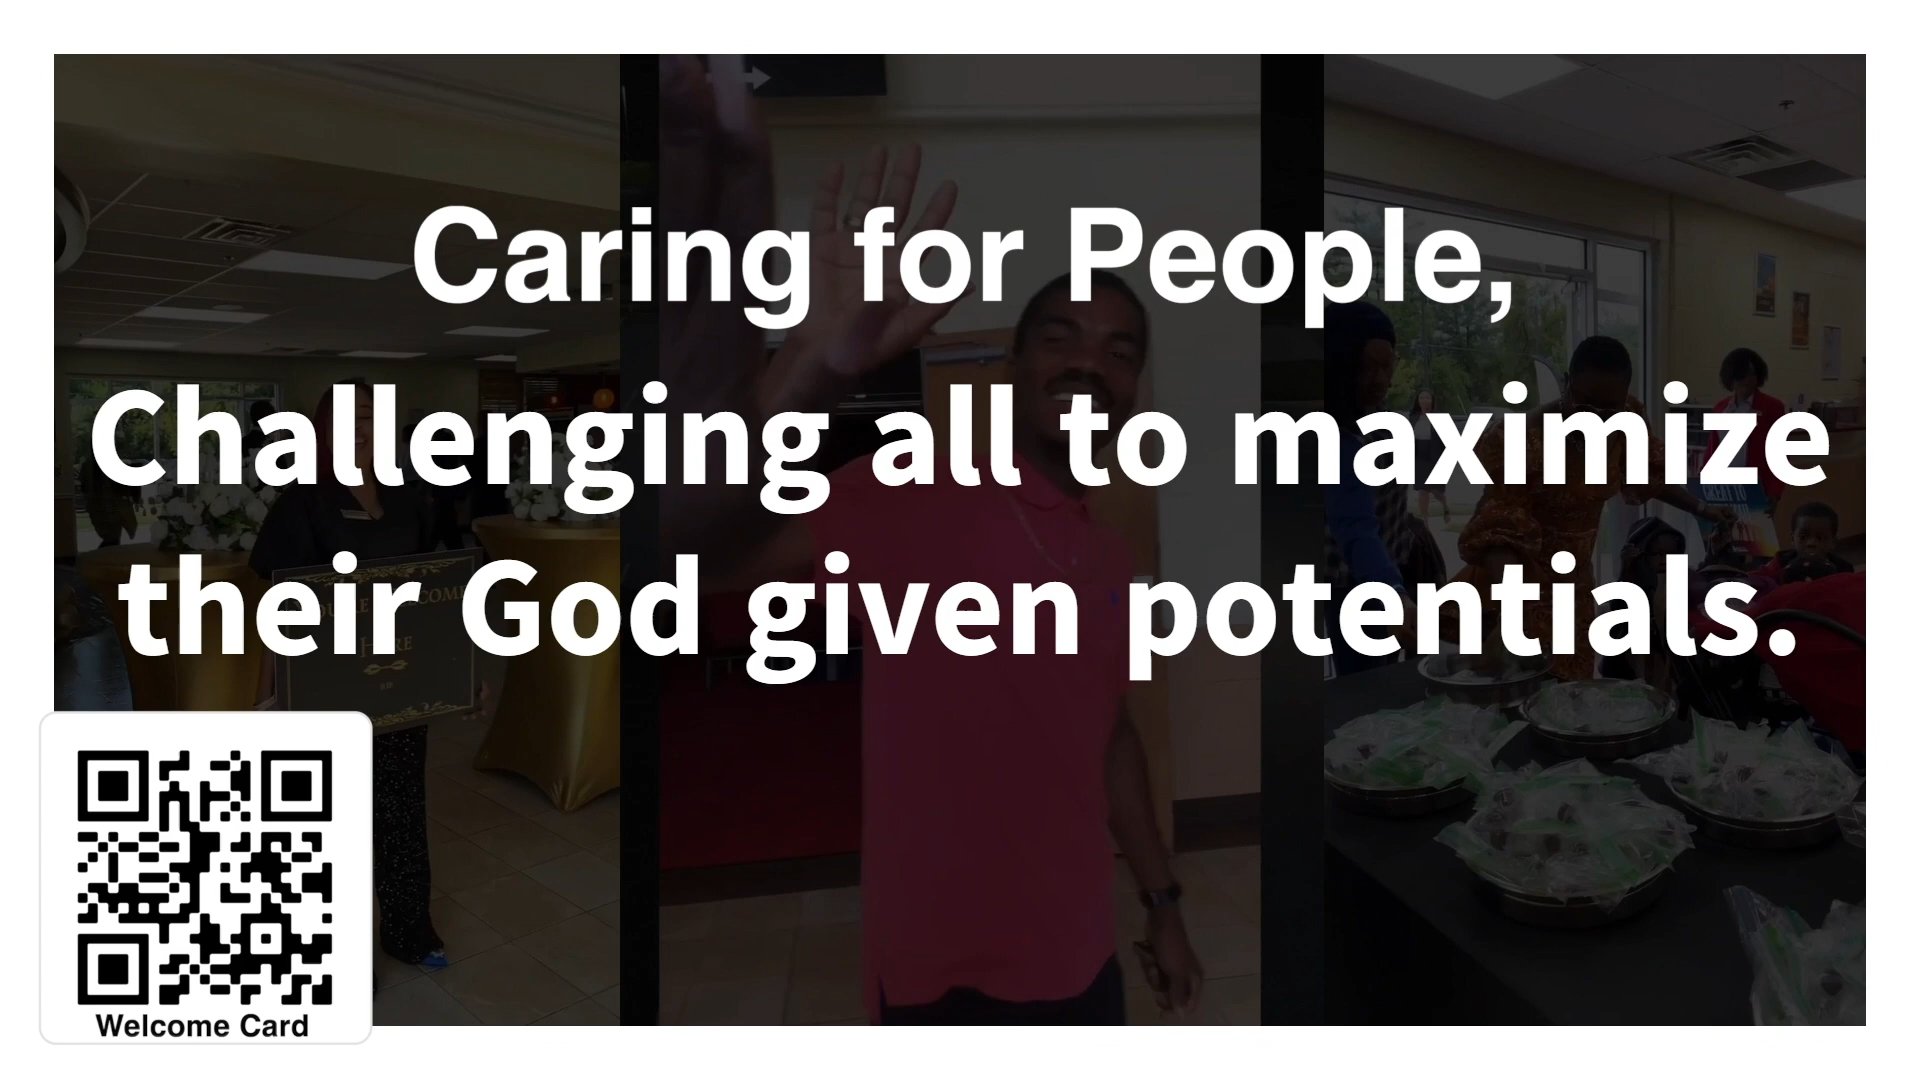 Caring for People,
Challenging all to maximize
their God given potentials.
Welcome Card